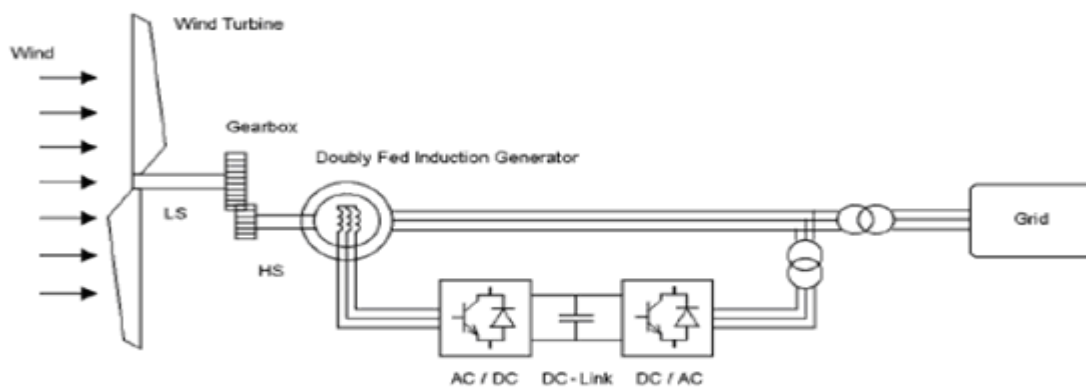 Wind Turbine
Wind
Gearbox
Doubly Fed Induction Generator
LS
Grid
HS
AC / DC
DC - Link
DC / AC